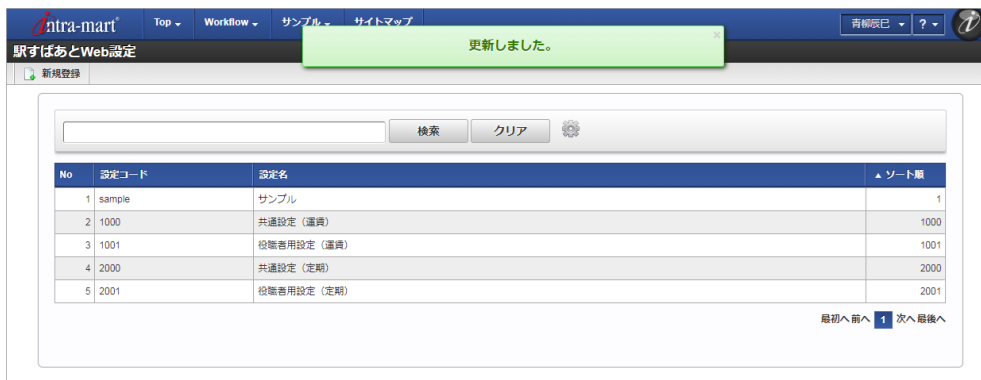 intra-mart Top Workflow サンプル サイトマップ 青柳辰巳 ?
更新しました。
駅すぱあとWeb設定
新規登録
検索 クリア
No 設定コード 設定名 ▲ ソート順
1 sample サンプル 1
2 1000 共通設定（運賃） 1000
3 1001 役職者用設定（運賃） 1001
4 2000 共通設定（定期） 2000
5 2001 役職者用設定（定期） 2001
最初へ 前へ 1 次へ 最後へ